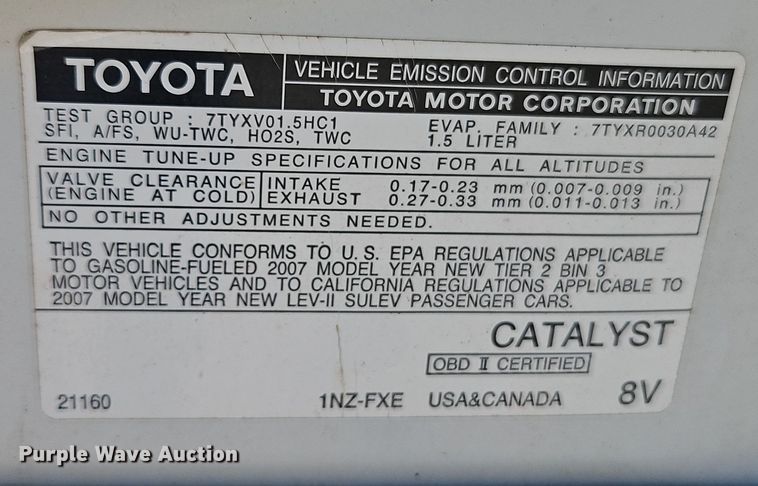 TOYOTA
VEHICLE EMISSION CONTROL INFORMATION
TOYOTA MOTOR CORPORATION
TEST GROUP : 7TYXV01.5HC1
SFI, A/FS, WU-TWC, HO2S, TWC
EVAP. FAMILY : 7TYXR0030A42
1.5 LITER
ENGINE TUNE-UP SPECIFICATIONS FOR ALL ALTITUDES
VALVE CLEARANCE
(ENGINE AT COLD)
INTAKE 0.17-0.23 mm (0.007-0.009 in.)
EXHAUST 0.27-0.33 mm (0.011-0.013 in.)
NO OTHER ADJUSTMENTS NEEDED.
THIS VEHICLE CONFORMS TO U.S. EPA REGULATIONS APPLICABLE
TO GASOLINE-FUELED 2007 MODEL YEAR NEW TIER 2 BIN 3
MOTOR VEHICLES AND TO CALIFORNIA REGULATIONS APPLICABLE TO
2007 MODEL YEAR NEW LEV-II SULEV PASSENGER CARS.
CATALYST
OBD II CERTIFIED
21160 1NZ-FXE USA&CANADA 8V
Purple Wave Auction